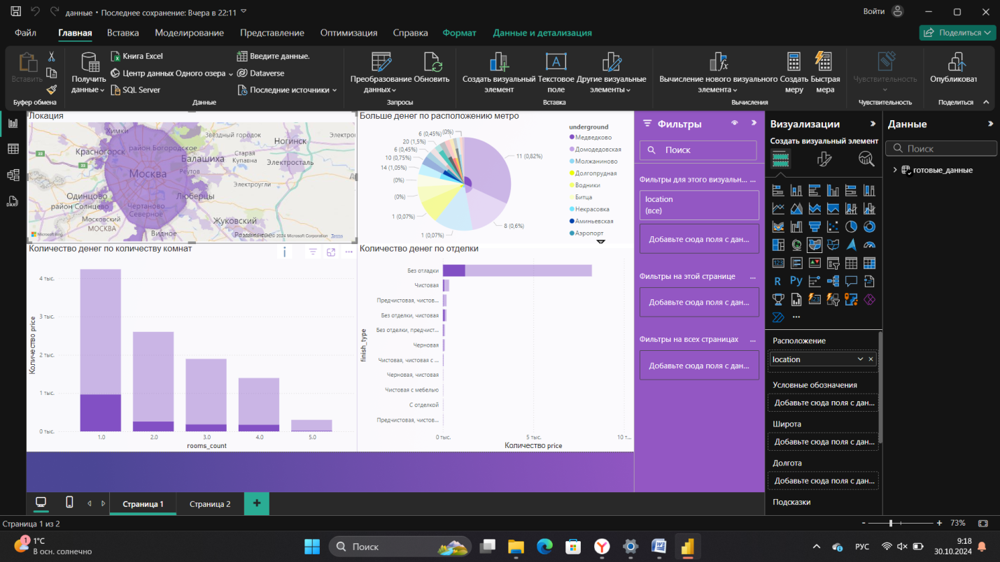 данные • Последнее сохранение: Вчера в 22:11
Войти
Файл Главная Вставка Моделирование Представление Оптимизация Справка Формат Данные и детализация
Поделиться
Вставить
Буфер обмена
Получить данные
Книга Excel
Центр данных Одного озера
SQL Server
Введите данные.
Dataverse
Последние источники
Данные
Преобразование данных
Обновить
Запросы
Создать визуальный элемент
Текстовое поле
Другие визуальные элементы
Вставка
Вычисление нового визуального элемента
Создать меру
Быстрая мера
Вычисления
Чувствительность
Чувствительность
Опубликоват
Поделиться
Локация
Химки
Звёздный городок
Электро
Красногорск
район Богородское
Ногинск
33
Балашиха
Старая Купавна
Электросталь
33
Москва
Реутов
Электроугли
Одинцово
Люберцы
район Солнцево
Чертаново Северное
Московский
МОСКВА
Жуковский
Видное
Microsoft Bing
© 2024 Microsoft Corporation Terms
Больше денег по расположению метро
6 (0,45%)
(0%)
20 (1,5%)
6 (0,45%)
10 (0,75%)
14 (1,05%)
(0%)
(0%)
1 (0,07%)
1 (0,07%)
8 (0,6%)
11 (0,82%)
underground
Медведково
Домодедовская
Молжаниново
Долгопрудная
Водники
Битца
Некрасовка
Аминьевская
Аэропорт
Количество денег по количеству комнат
4 тыс.
3 тыс.
2 тыс.
1 тыс.
0 тыс.
Количество price
1.0 2.0 3.0 4.0 5.0
rooms_count
Количество денег по отделки
finish_type
Без отладки
Чистовая
Предчистовая, чистов...
Без отделки, чистовая
Без отделки, предчист...
Черновая
Чистовая, чистовая с ...
Черновая, чистовая
Чистовая с мебелью
С отделкой
Предчистовая, чистов...
0 тыс. 5 тыс. 10 т...
Количество price
Фильтры
Поиск
Фильтры для этого визуальн... ...
location
(все)
Добавьте сюда поля с дан...
Фильтры на этой странице ...
Добавьте сюда поля с дан...
Фильтры на всех страницах ...
Добавьте сюда поля с дан...
Визуализации
Создать визуальный элемент
123
R Py
123
Расположение
location
Условные обозначения
Добавьте сюда поля с дан...
Широта
Добавьте сюда поля с дан...
Долгота
Добавьте сюда поля с дан...
Подсказки
Данные
Поиск
готовые_данные
DAX
Страница 1
Страница 2
Страница 1 из 2
- + 73%
1
1°C
В осн. солнечно
Поиск
РУС
9:18
30.10.2024